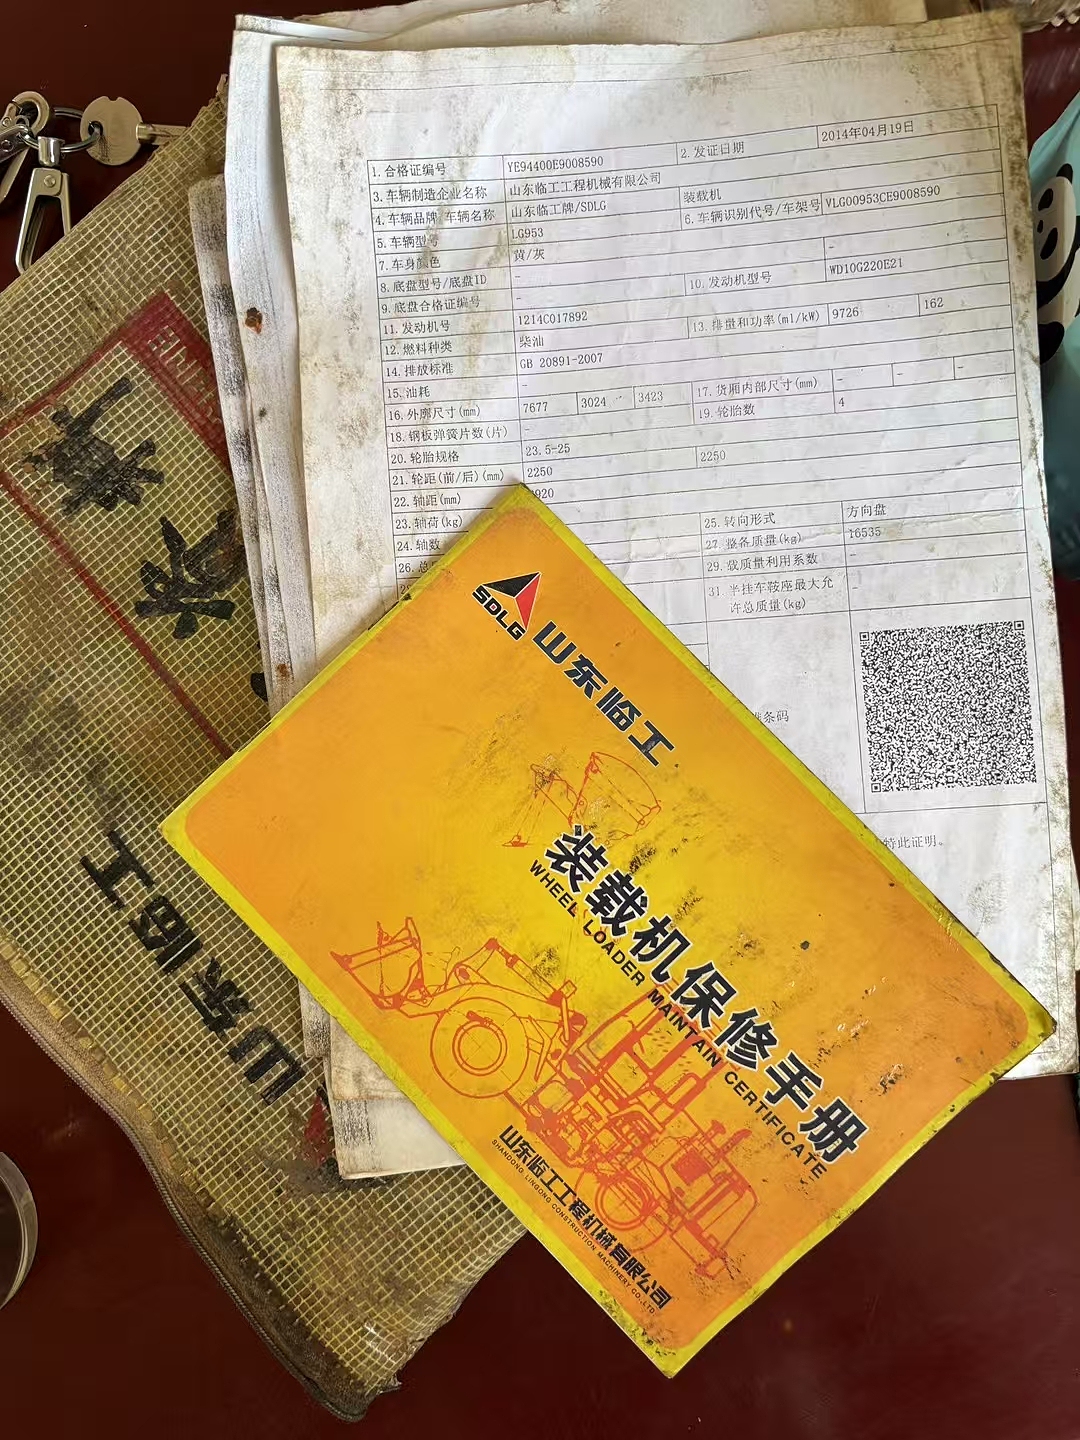 1. 合格证编号 YE94400E9008590 2. 发证日期 2014年04月19日
3. 车辆制造企业名称 山东临工工程机械有限公司
4. 车辆品牌 车辆名称 山东临工牌/SDLG 装载机
5. 车辆型号 LG953 6. 车辆识别代号/车架号 VLG00953CE9008590
7. 车身颜色 黄/灰
8. 底盘型号/底盘ID - -
9. 底盘合格证编号 - 10. 发动机型号 WD10G220E21
11. 发动机号 1214C017892
12. 燃料种类 柴油 13. 排量和功率(ml/kW) 9726 162
14. 排放标准 GB 20891-2007
15. 油耗 -
16. 外廓尺寸(mm) 7677 3024 3423 17. 货厢内部尺寸(mm) - - -
18. 钢板弹簧片数(片) - 19. 轮胎数 4
20. 轮胎规格 23.5-25
21. 轮距(前/后)(mm) 2250 2250
22. 轴距(mm) 920
23. 轴荷(kg)
24. 轴数 25. 转向形式 方向盘
26. 27. 整备质量(kg) 16535
29. 载质量利用系数 -
31. 半挂车鞍座最大允
许总质量(kg) -
条码
特此证明。
SDLG
山东临工
装载机保修手册
WHEEL LOADER MAINTAIN CERTIFICATE
山东临工工程机械有限公司
SHANDONG LINGONG CONSTRUCTION MACHINERY CO.,LTD
山东临工